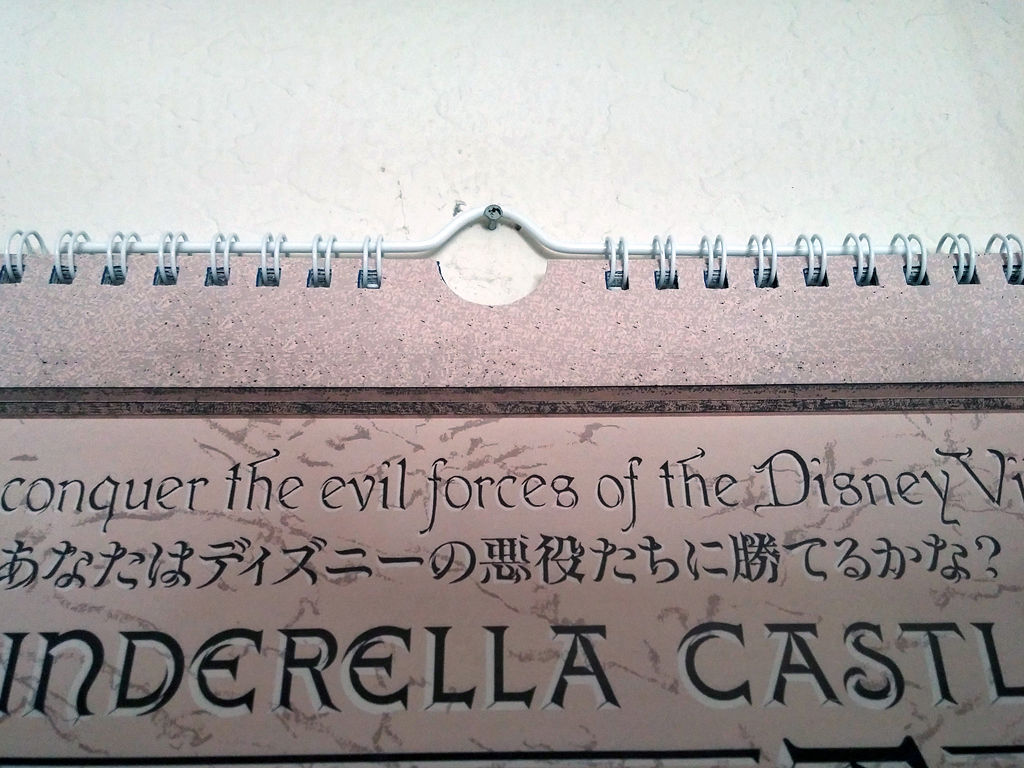 conquer the evil forces of the Disney Vi
あなたはディズニーの悪役たちに勝てるかな?
INDERELLA CASTL